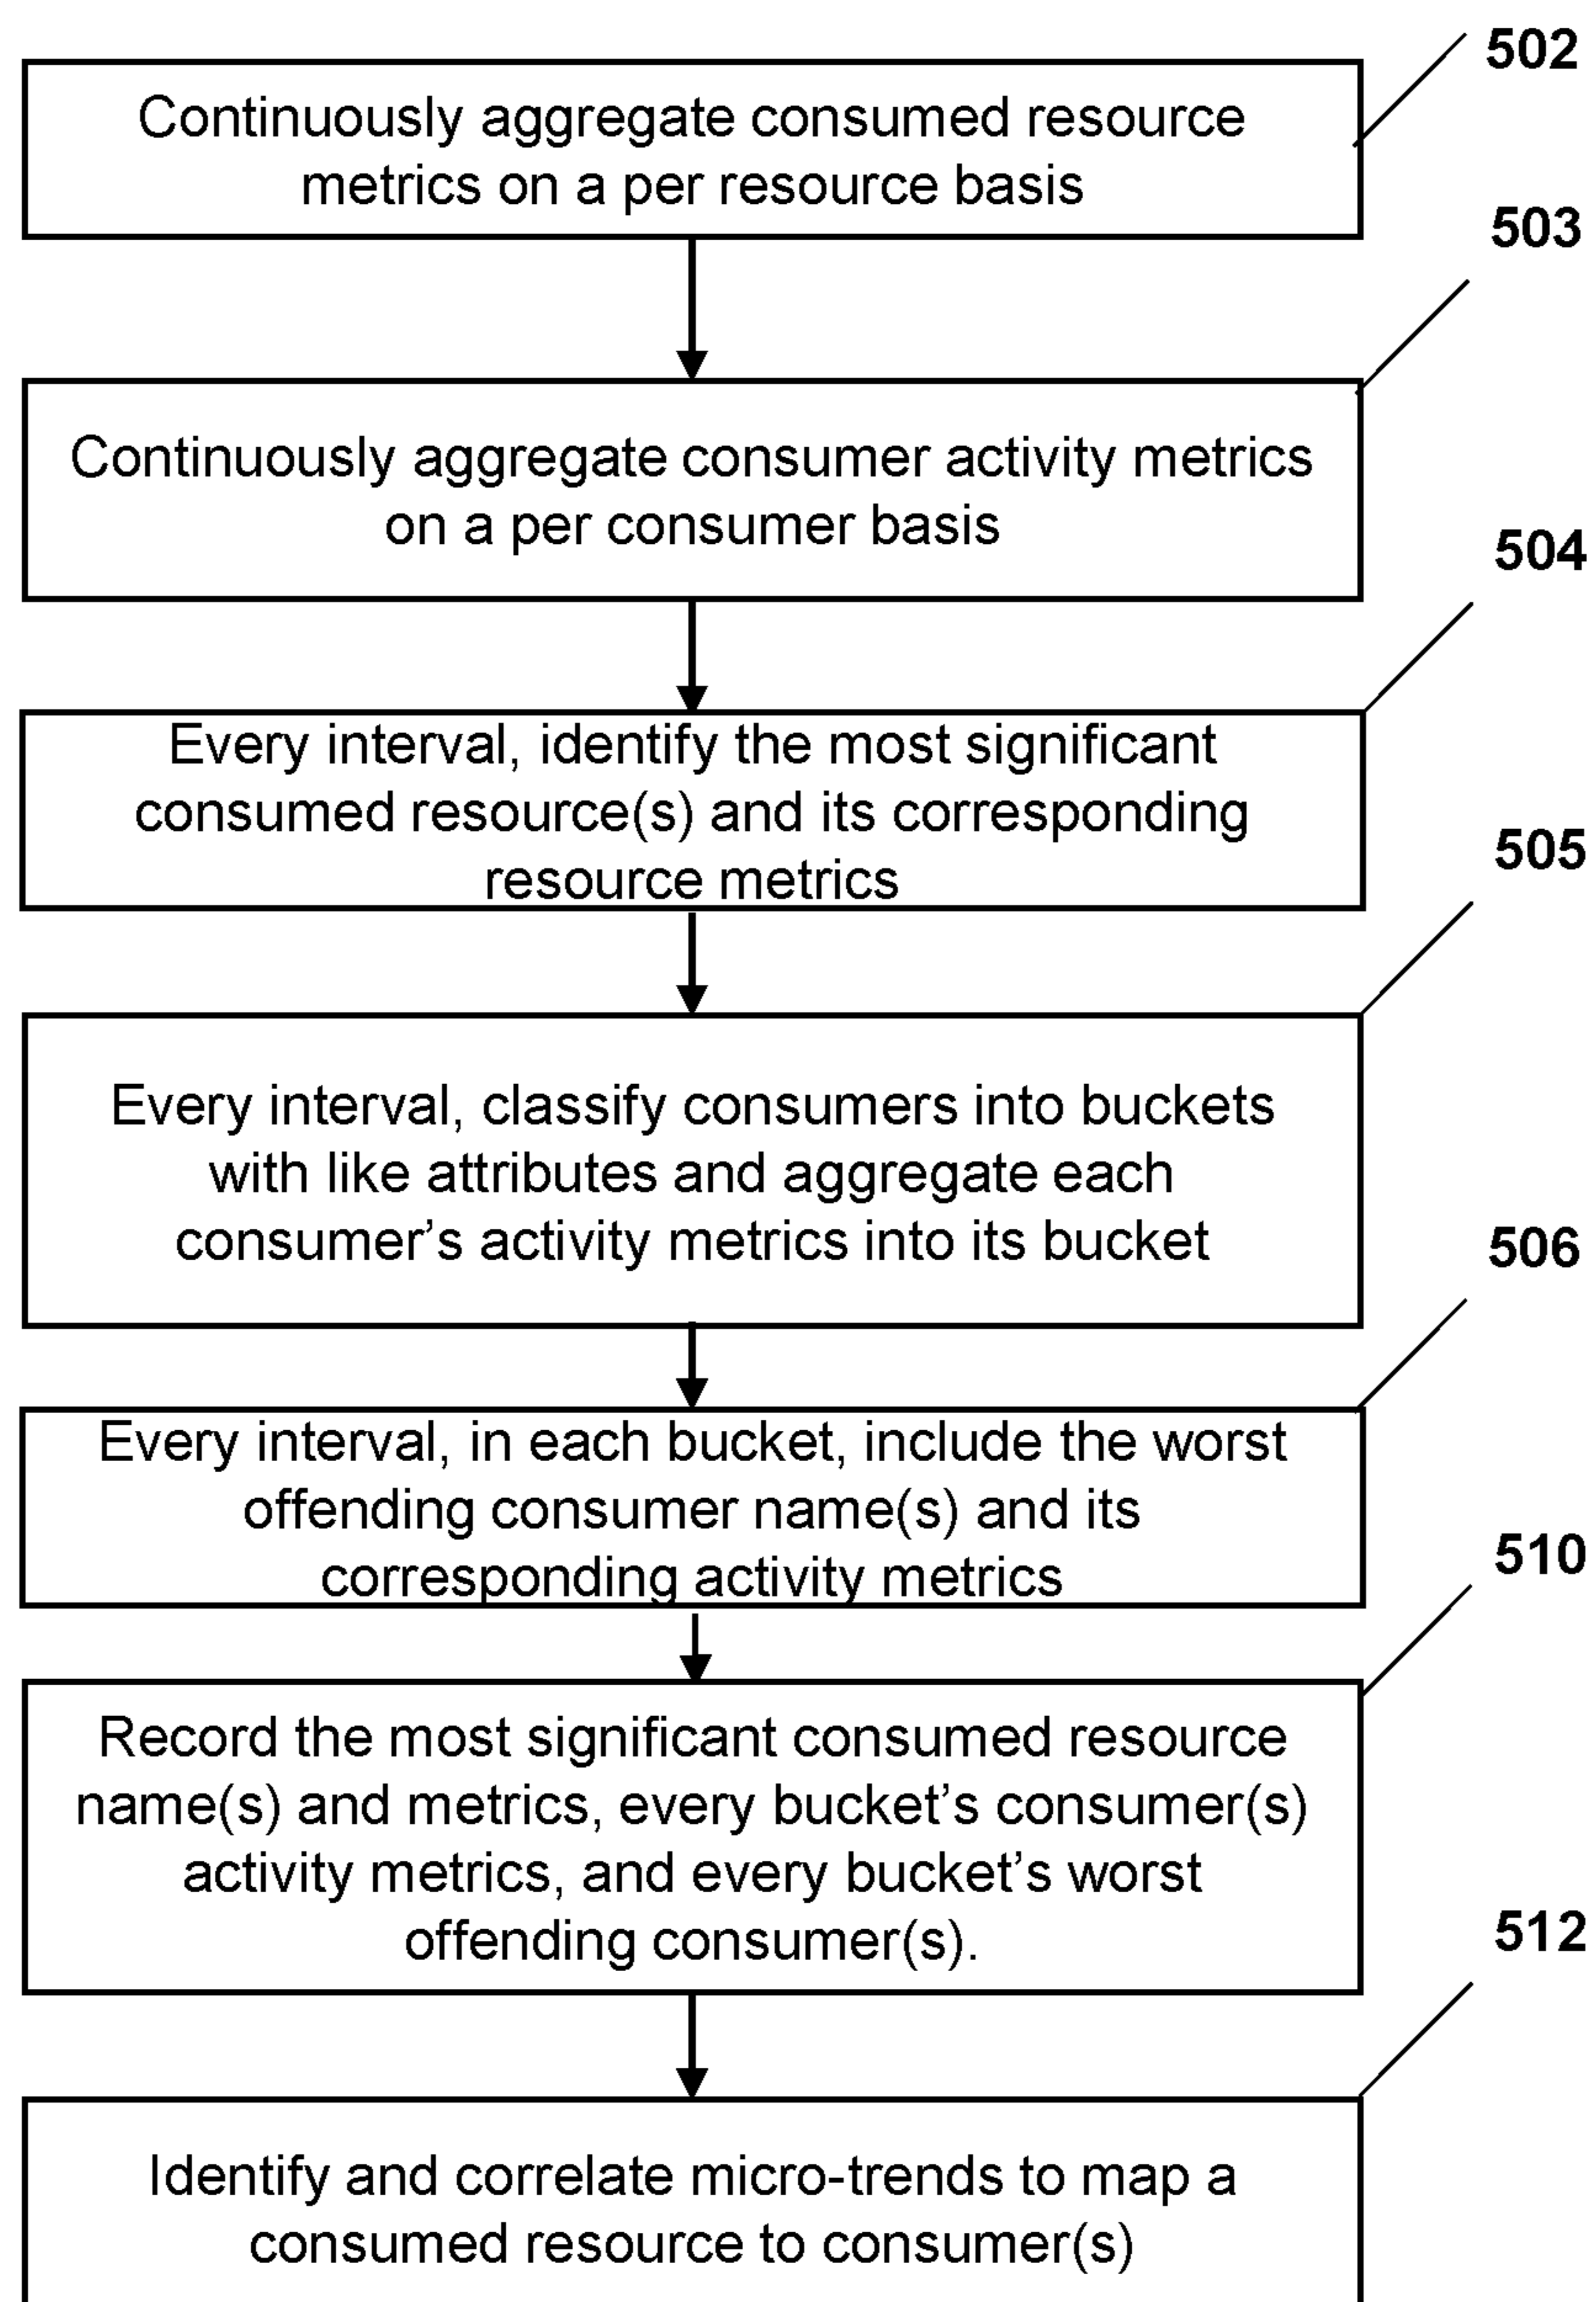 502
Continuously aggregate consumed resource
metrics on a per resource basis
503
Continuously aggregate consumer activity metrics
on a per consumer basis
504
Every interval, identify the most significant
consumed resource(s) and its corresponding
resource metrics
505
Every interval, classify consumers into buckets
with like attributes and aggregate each
consumer’s activity metrics into its bucket
506
Every interval, in each bucket, include the worst
offending consumer name(s) and its
corresponding activity metrics
510
Record the most significant consumed resource
name(s) and metrics, every bucket’s consumer(s)
activity metrics, and every bucket’s worst
offending consumer(s).
512
Identify and correlate micro-trends to map a
consumed resource to consumer(s)